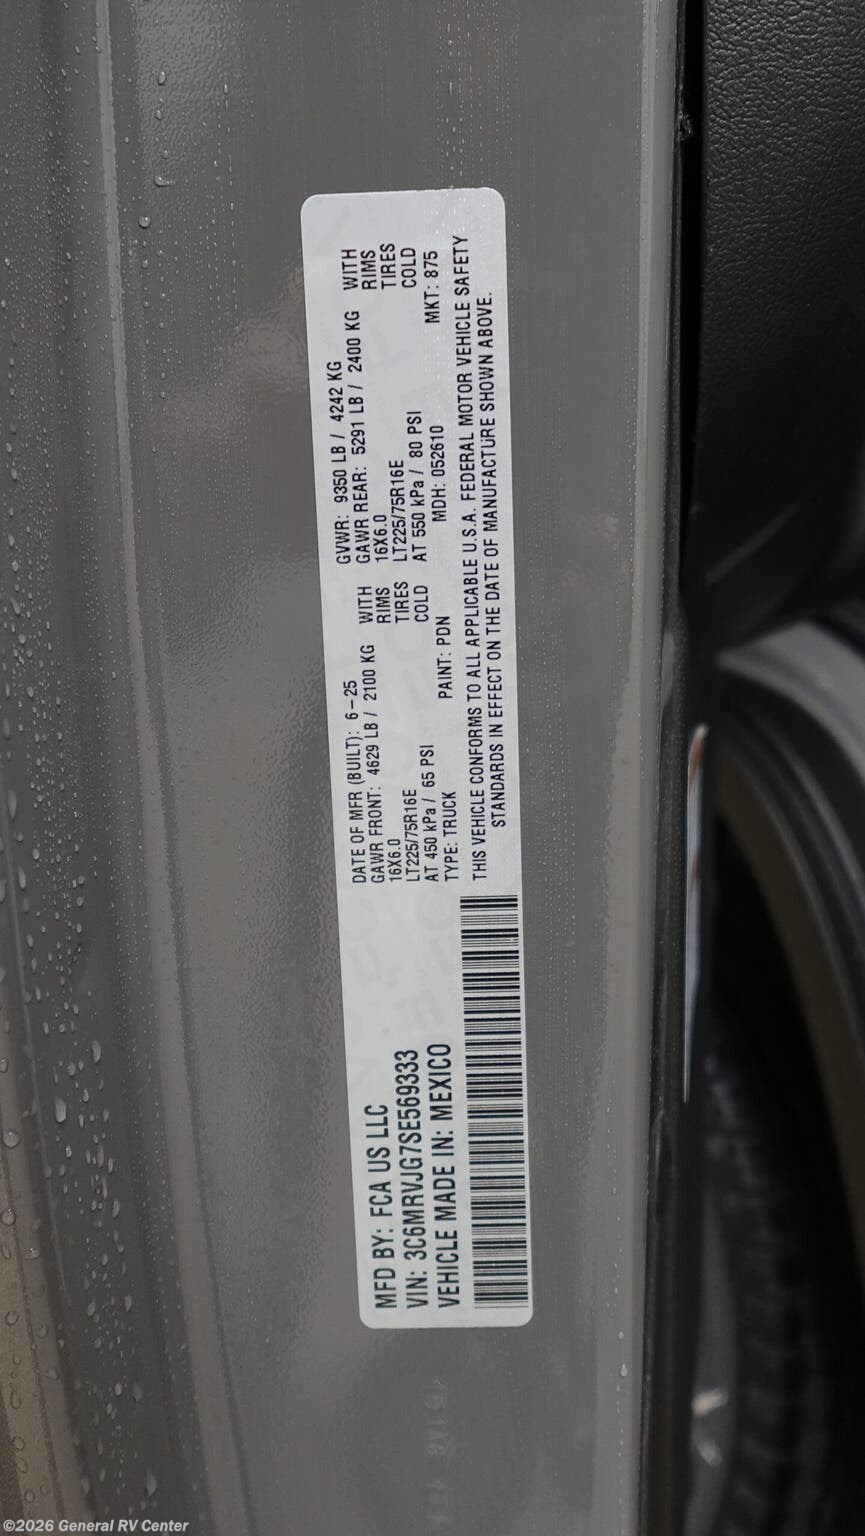 MFD BY: FCA US LLC
VIN: 3C6MRVJG7SE569333
VEHICLE MADE IN: MEXICO
DATE OF MFR (BUILT): 6-25
GAWR FRONT: 4629 LB / 2100 KG WITH
16X6.0 RIMS
LT225/75R16E TIRES
AT 450 kPa / 65 PSI COLD
TYPE: TRUCK PAINT: PDN
GVWR: 9350 LB / 4242 KG
GAWR REAR: 5291 LB / 2400 KG WITH
16X6.0 RIMS
LT225/75R16E TIRES
AT 550 kPa / 80 PSI COLD
MDH: 052610 MKT: 875
THIS VEHICLE CONFORMS TO ALL APPLICABLE U.S.A. FEDERAL MOTOR VEHICLE SAFETY
STANDARDS IN EFFECT ON THE DATE OF MANUFACTURE SHOWN ABOVE.
©2026 General RV Center